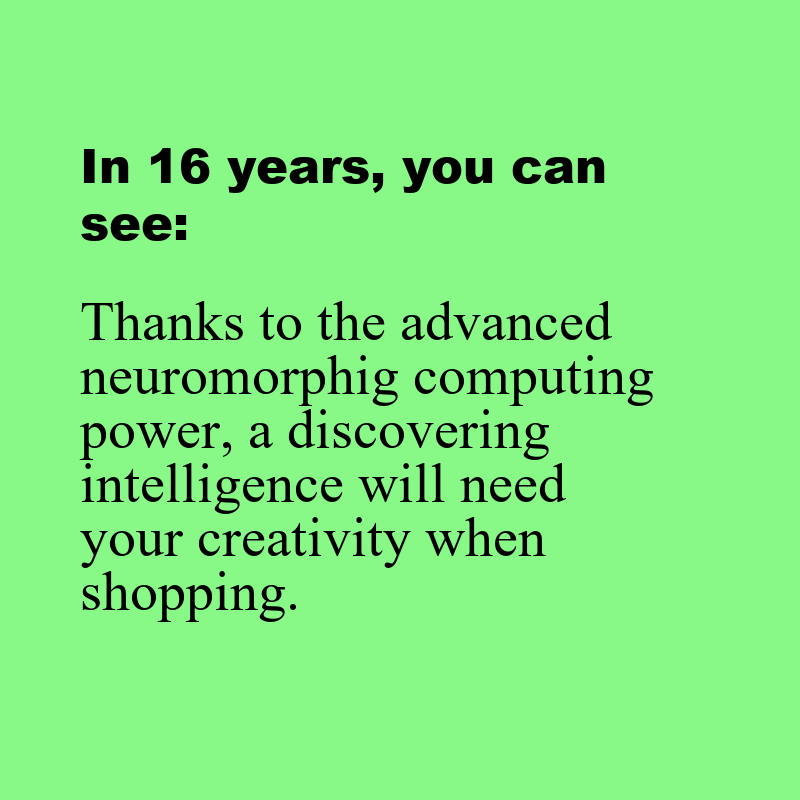 In 16 years, you can
see:
Thanks to the advanced
neuromorphig computing
power, a discovering
intelligence will need
your creativity when
shopping.